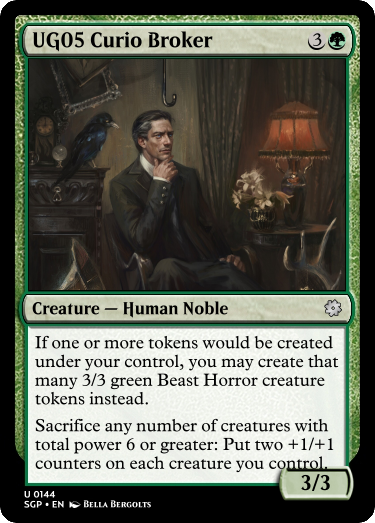 UG05 Curio Broker 3
Creature — Human Noble
If one or more tokens would be created
under your control, you may create that
many 3/3 green Beast Horror creature
tokens instead.
Sacrifice any number of creatures with
total power 6 or greater: Put two +1/+1
counters on each creature you control.
3/3
U 0144
SGP • EN Bella Bergolts